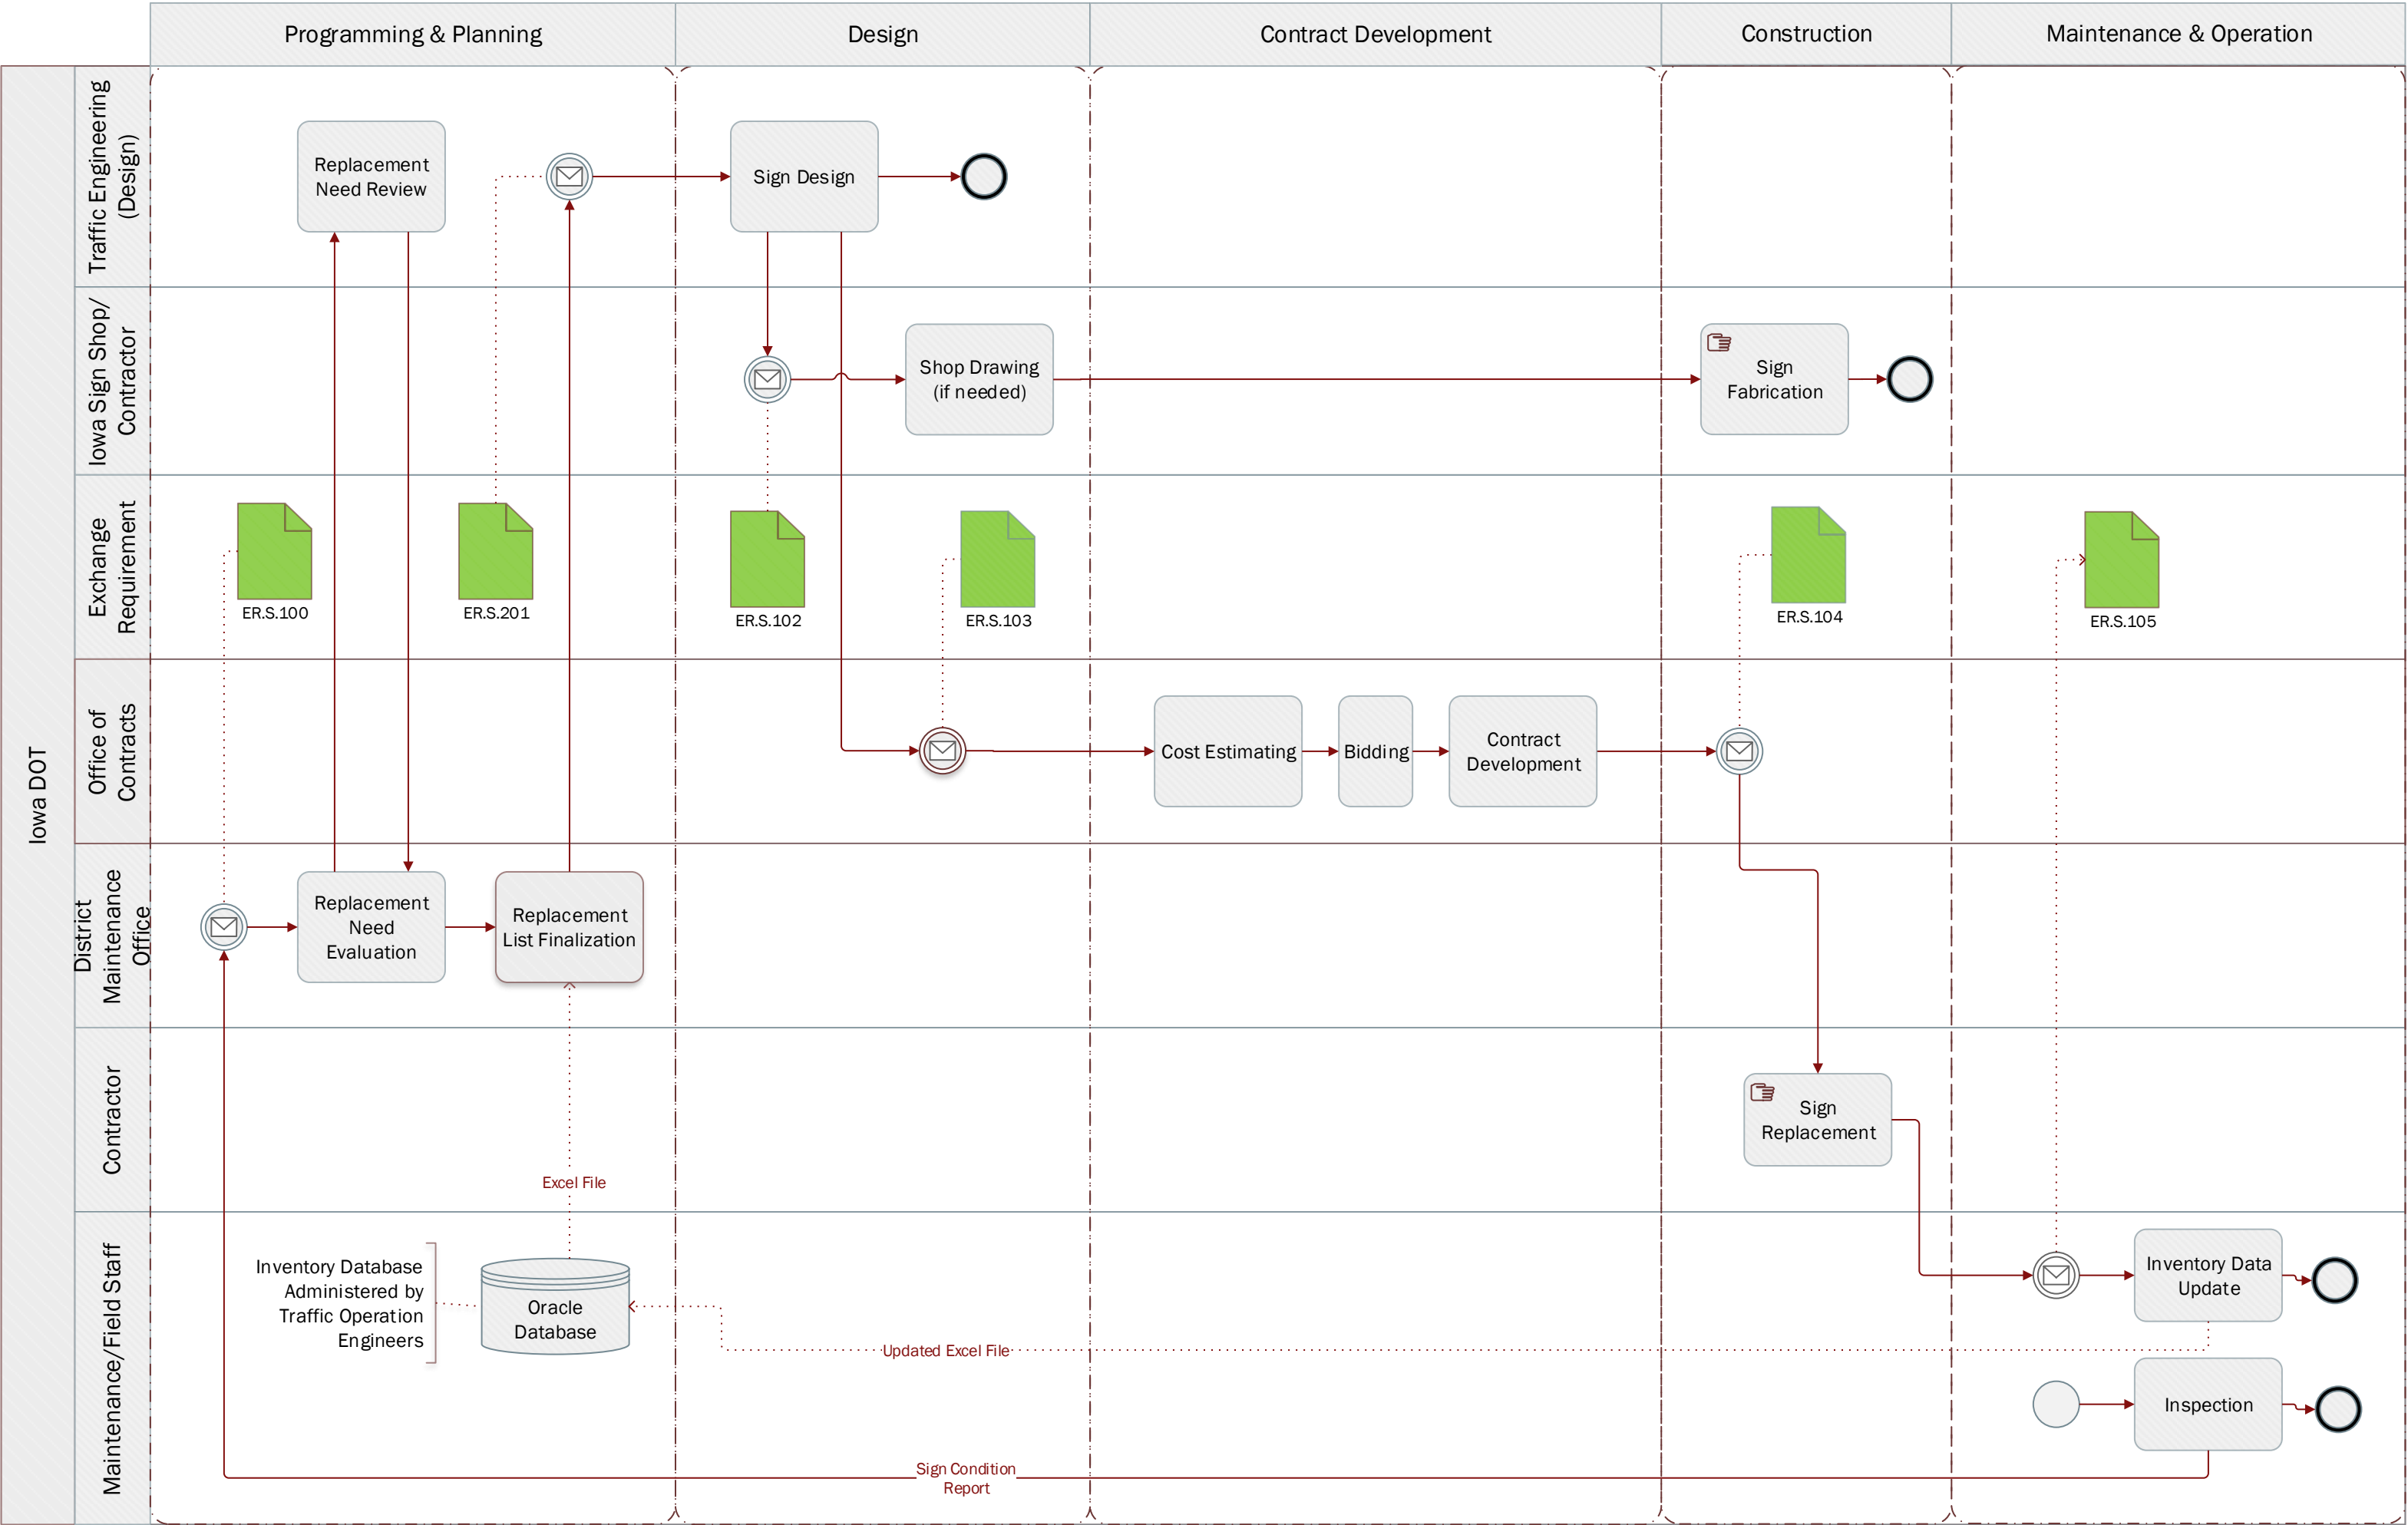 Programming & Planning
Design
Contract Development
Construction
Maintenance & Operation
Iowa DOT
Traffic Engineering
(Design)
Replacement
Need Review
Sign Design
Iowa Sign Shop/
Contractor
Shop Drawing
(if needed)
Sign
Fabrication
Exchange
Requirement
ER.S.100
ER.S.201
ER.S.102
ER.S.103
ER.S.104
ER.S.105
Office of
Contracts
Cost Estimating
Bidding
Contract
Development
District
Maintenance
Office
Replacement
Need
Evaluation
Replacement
List Finalization
Contractor
Sign
Replacement
Excel File
Maintenance/Field Staff
Inventory Database
Administered by
Traffic Operation
Engineers
Oracle
Database
Inventory Data
Update
Updated Excel File
Inspection
Sign Condition
Report